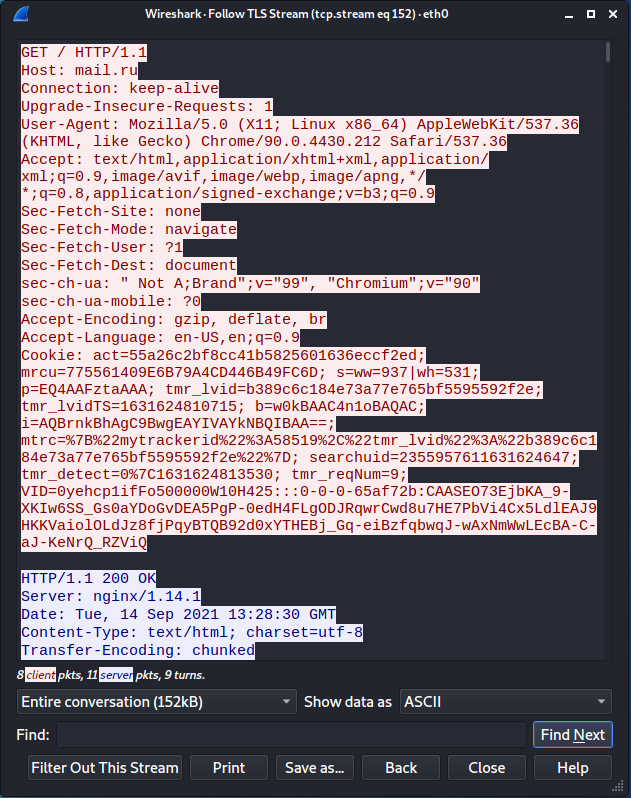 Wireshark · Follow TLS Stream (tcp.stream eq 152) · eth0
GET / HTTP/1.1
Host: mail.ru
Connection: keep-alive
Upgrade-Insecure-Requests: 1
User-Agent: Mozilla/5.0 (X11; Linux x86_64) AppleWebKit/537.36
(KHTML, like Gecko) Chrome/90.0.4430.212 Safari/537.36
Accept: text/html,application/xhtml+xml,application/
xml;q=0.9,image/avif,image/webp,image/apng,*/
*;q=0.8,application/signed-exchange;v=b3;q=0.9
Sec-Fetch-Site: none
Sec-Fetch-Mode: navigate
Sec-Fetch-User: ?1
Sec-Fetch-Dest: document
sec-ch-ua: " Not A;Brand";v="99", "Chromium";v="90"
sec-ch-ua-mobile: ?0
Accept-Encoding: gzip, deflate, br
Accept-Language: en-US,en;q=0.9
Cookie: act=55a26c2bf8cc41b5825601636eccf2ed;
mrcu=775561409E6B79A4CD446B49FC6D; s=ww=937|wh=531;
p=EQ4AAFztaAAA; tmr_lvid=b389c6c184e73a77e765bf5595592f2e;
tmr_lvidTS=1631624810715; b=w0kBAAC4n1oBAQAC;
i=AQBrnkBhAgC9BwgEAYIVAYkNBQIBAA==;
mtrc=%7B%22mytrackerid%22%3A58519%2C%22tmr_lvid%22%3A%22b389c6c1
84e73a77e765bf5595592f2e%22%7D; searchuid=2355957611631624647;
tmr_detect=0%7C1631624813530; tmr_reqNum=9;
VID=0yehcp1ifFo500000W10H425:::0-0-0-65af72b:CAASEO73EjbKA_9-
XKIw6SS_Gs0aYDoGvDEA5PgP-0edH4FLgODJRqwrCwd8u7HE7PbVi4Cx5LdlEAJ9
HKKVaiolOLdJz8fjPqyBTQB92d0xYTHEBj_Gq-eiBzfqbwqJ-wAxNmWwLEcBA-C-
aJ-KeNrQ_RZViQ
HTTP/1.1 200 OK
Server: nginx/1.14.1
Date: Tue, 14 Sep 2021 13:28:30 GMT
Content-Type: text/html; charset=utf-8
Transfer-Encoding: chunked
8 client pkts, 11 server pkts, 9 turns.
Entire conversation (152kB) Show data as ASCII
Find: Find Next
Filter Out This Stream Print Save as... Back Close Help